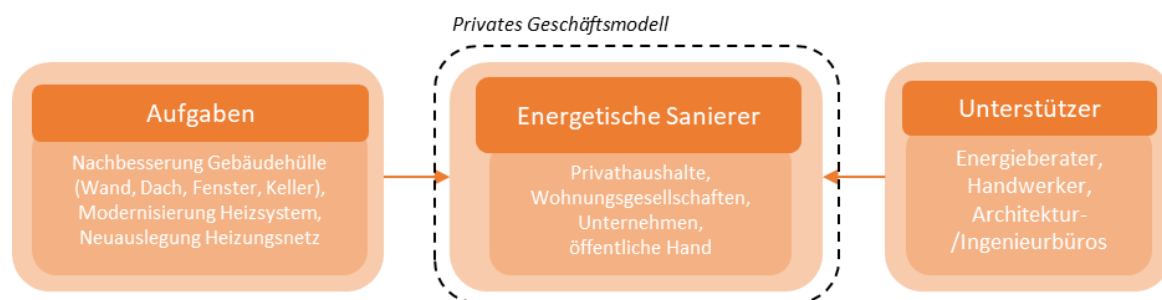 Privates Geschäftsmodell
Aufgaben
Nachbesserung Gebäudehülle
(Wand, Dach, Fenster, Keller),
Modernisierung Heizsystem,
Neuauslegung Heizungsnetz
Energetische Sanierer
Privathaushalte,
Wohnungsgesellschaften,
Unternehmen,
öffentliche Hand
Unterstützer
Energieberater,
Handwerker,
Architektur-
/Ingenieurbüros